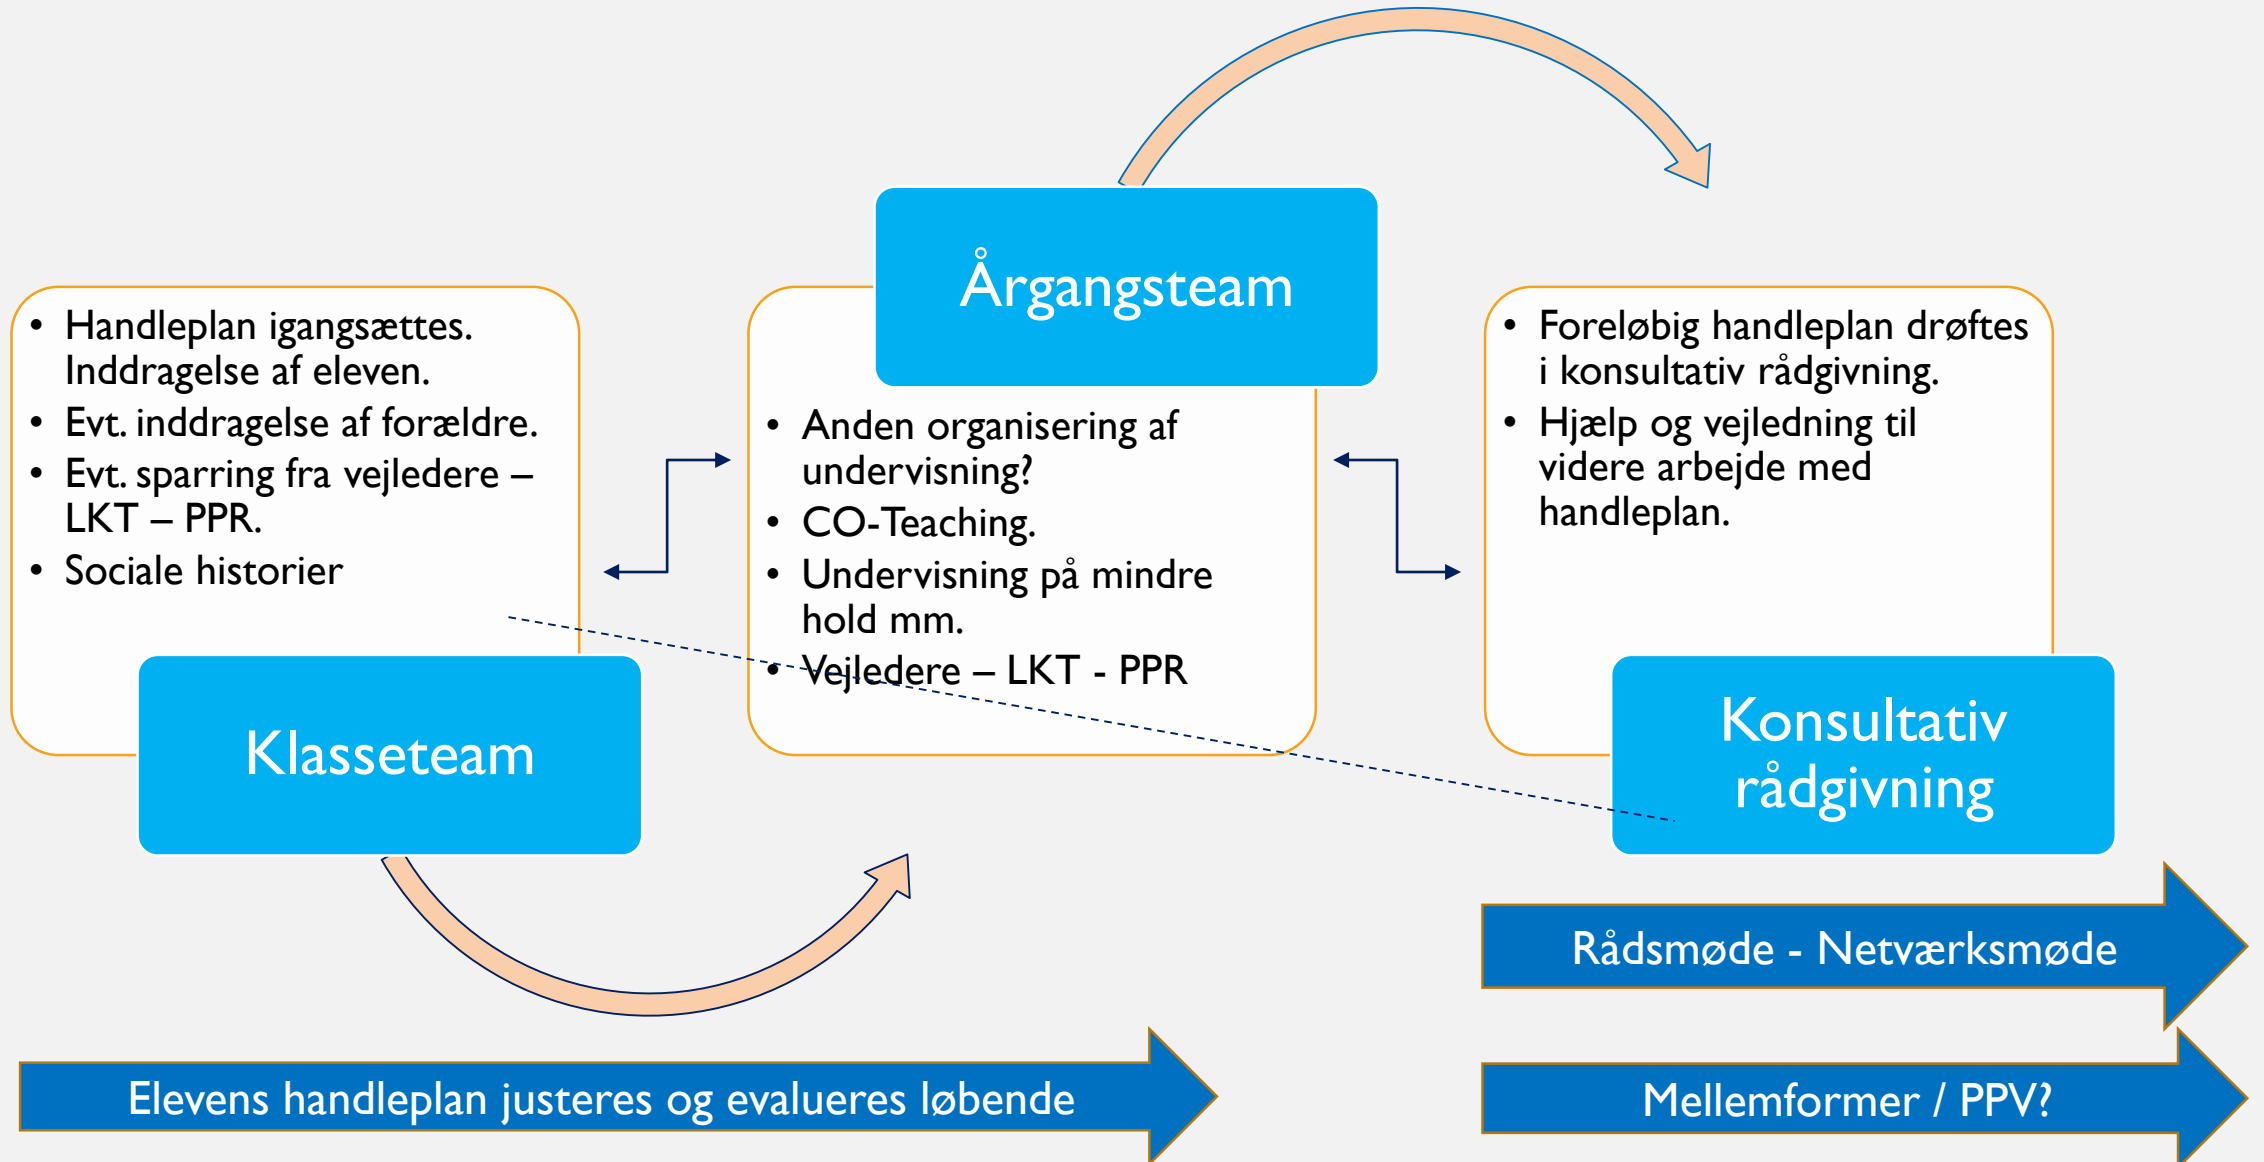 • Handleplan igangsættes.
Inddragelse af eleven.
• Evt. inddragelse af forældre.
• Evt. sparring fra vejledere –
LKT – PPR.
• Sociale historier
Klasseteam
Årgangsteam
• Anden organisering af
undervisning?
• CO-Teaching.
• Undervisning på mindre
hold mm.
• Vejledere – LKT - PPR
• Foreløbig handleplan drøftes
i konsultativ rådgivning.
• Hjælp og vejledning til
videre arbejde med
handleplan.
Konsultativ
rådgivning
Rådsmøde - Netværksmøde
Elevens handleplan justeres og evalueres løbende
Mellemformer / PPV?